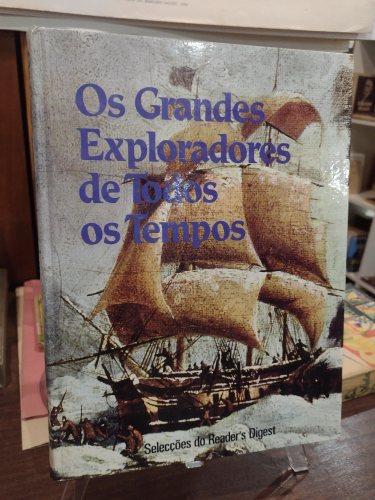 Os Grandes
Exploradores
de Todos
os Tempos
Selecções do Reader's Digest